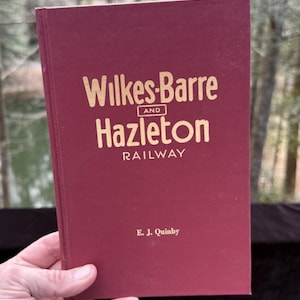 Wilkes-Barre
AND
Hazleton
RAILWAY
E. J. Quinby